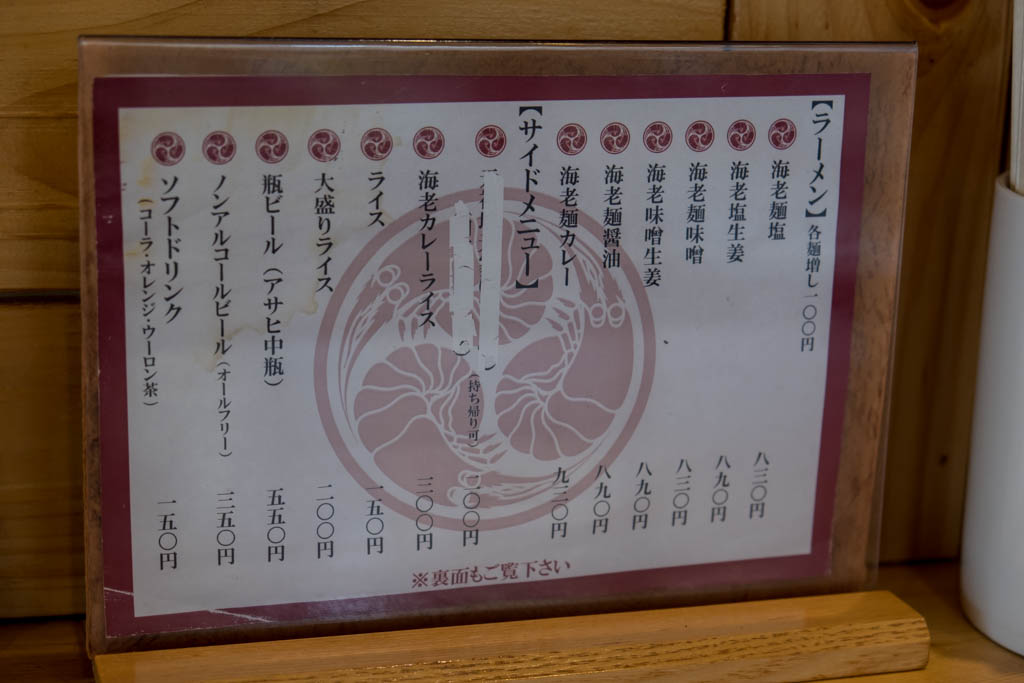 【ラーメン】各麺増し一〇〇円
海老麺塩 八三〇円
海老塩生姜 八九〇円
海老麺味噌 八三〇円
海老味噌生姜 八九〇円
海老麺醤油 八九〇円
海老麺カレー 九三〇円
【サイドメニュー】
（持ち帰り可）
海老カレーライス 三〇〇円
ライス 一五〇円
大盛りライス 二〇〇円
瓶ビール（アサヒ中瓶） 五五〇円
ノンアルコールビール（オールフリー） 三五〇円
ソフトドリンク 一五〇円
（コーラ・オレンジ・ウーロン茶）
※裏面もご覧下さい